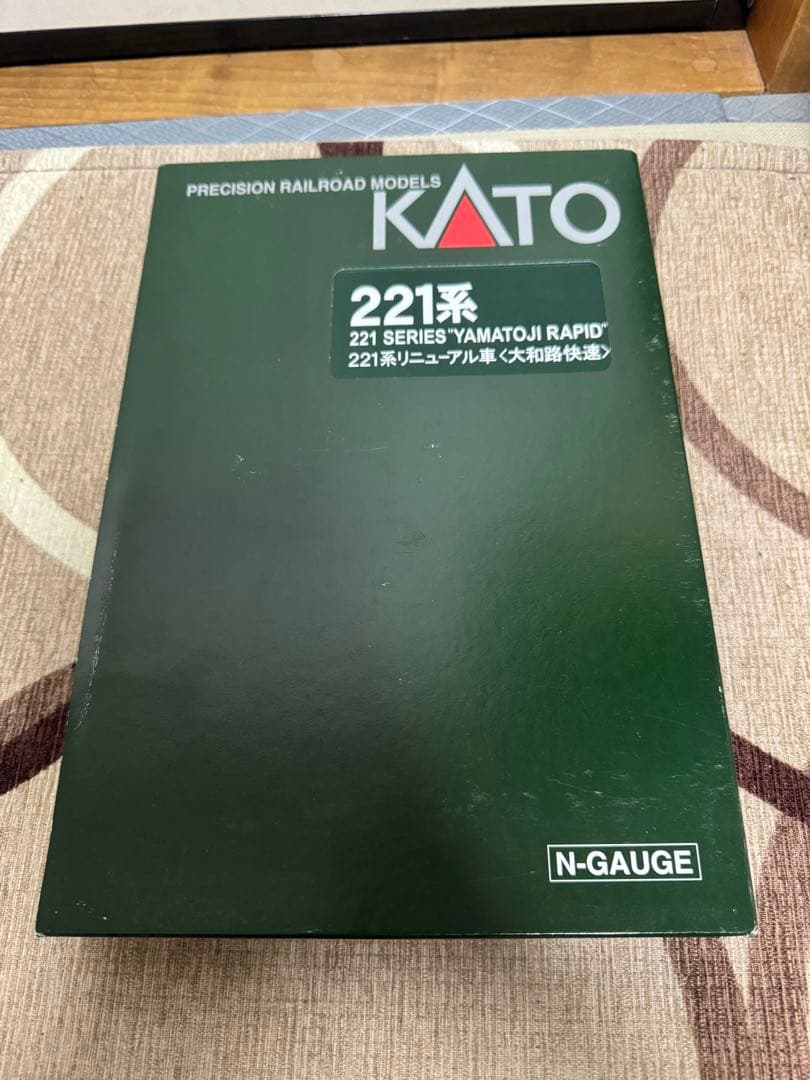 PRECISION RAILROAD MODELS
KATO
221系
221 SERIES "YAMATOJI RAPID"
221系リニューアル車〈大和路快速〉
N-GAUGE